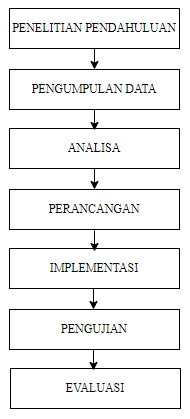 PENELITIAN PENDAHULUAN
PENGUMPULAN DATA
ANALISA
PERANCANGAN
IMPLEMENTASI
PENGUJIAN
EVALUASI